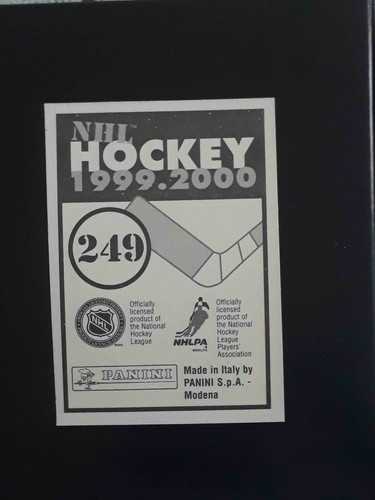 NHL
HOCKEY
1999.2000
249
NHL
Officially
licensed
product of
the National
Hockey
League
NHLPA
Officially
licensed
product of
the National
Hockey
League
Players'
Association
PANINI
Made in Italy by
PANINI S.p.A. -
Modena